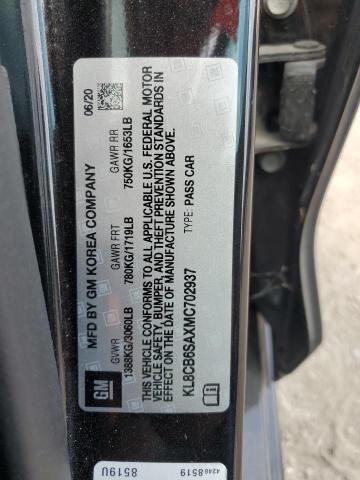 GM
MFD BY GM KOREA COMPANY
06/20
GVWR GAWR FRT GAWR RR
1388KG/3060LB 780KG/1719LB 750KG/1653LB
THIS VEHICLE CONFORMS TO ALL APPLICABLE U.S. FEDERAL MOTOR
VEHICLE SAFETY, BUMPER, AND THEFT PREVENTION STANDARDS IN
EFFECT ON THE DATE OF MANUFACTURE SHOWN ABOVE.
KL8CB6SAXMC702937 TYPE: PASS CAR
4248 8519
8519U